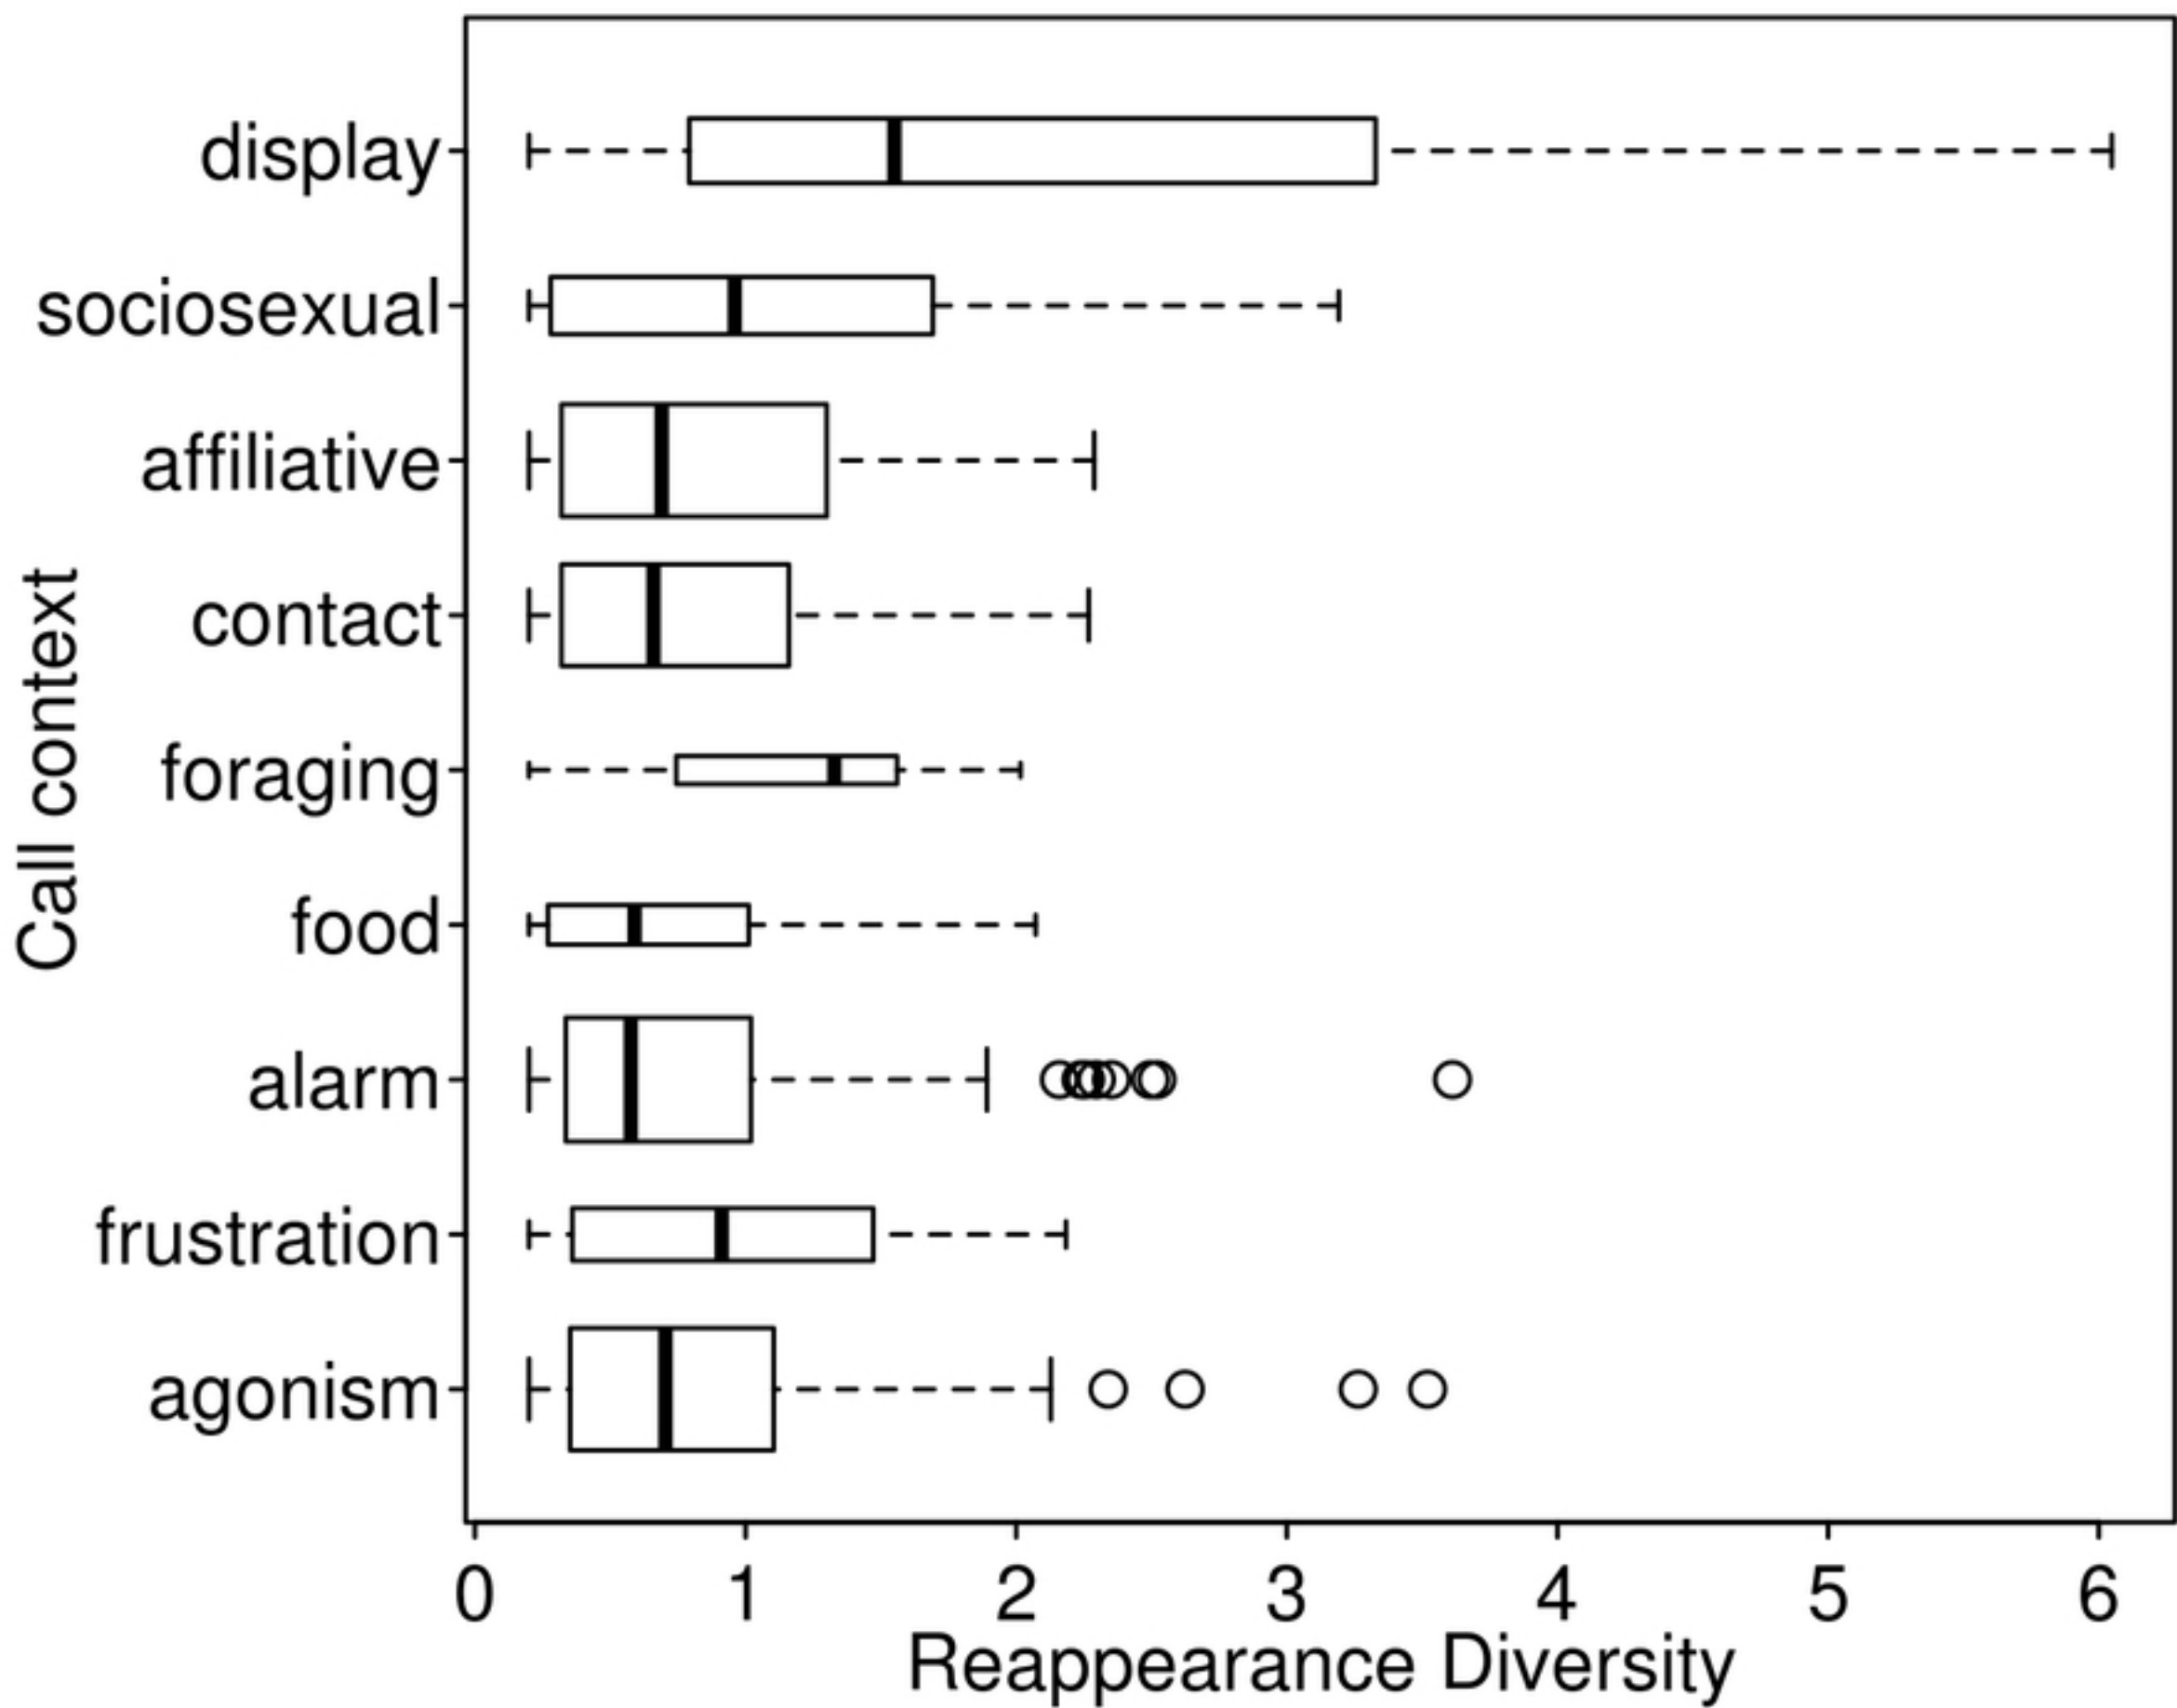 display
sociosexual
affiliative
contact
foraging
food
alarm
frustration
agonism
Call context
0 1 2 3 4 5 6
Reappearance Diversity